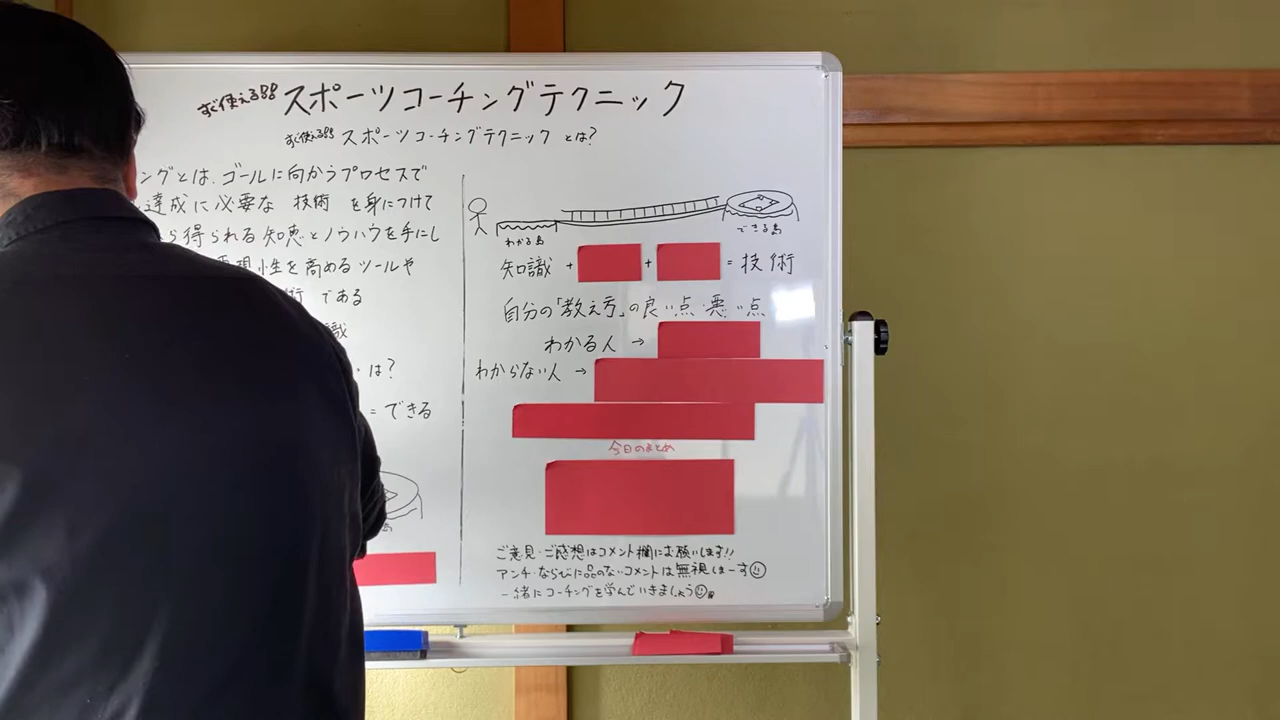 すぐ使える!! スポーツコーチングテクニック
すぐ使える!! スポーツコーチングテクニック とは?
ングとは、ゴールに向かうプロセスで
達成に必要な 技術 を身につけて
ら得られる知恵とノウハウを手にし
現性を高めるツールや
術 である
識
は?
= できる
島
わかる島
できる島
知識 + + = 技術
自分の「教え方」の良い点・悪い点
わかる人 →
わからない人 →
今日のまとめ
ご意見・ご感想はコメント欄にお願いします!!
アンチ・ならびに品のないコメントは無視しまーす
一緒にコーチングを学んでいきましょう